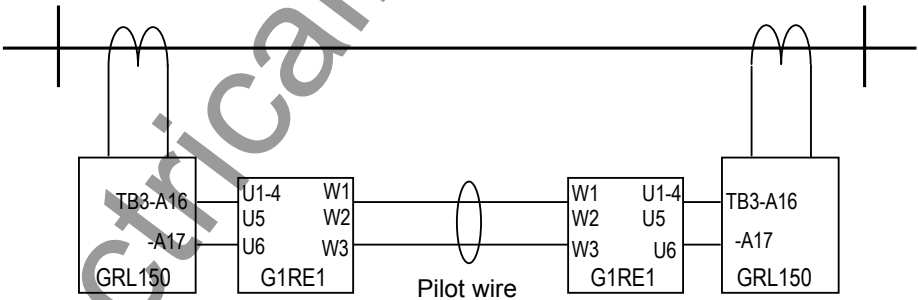 U1-4 W1 W1 U1-4
TB3-A16 TB3-A16
U5 W2 W2 U5
-A17 U6 W3 W3 U6 -A17
GRL150 G1RE1 G1RE1 GRL150
Pilot wire
ctrical